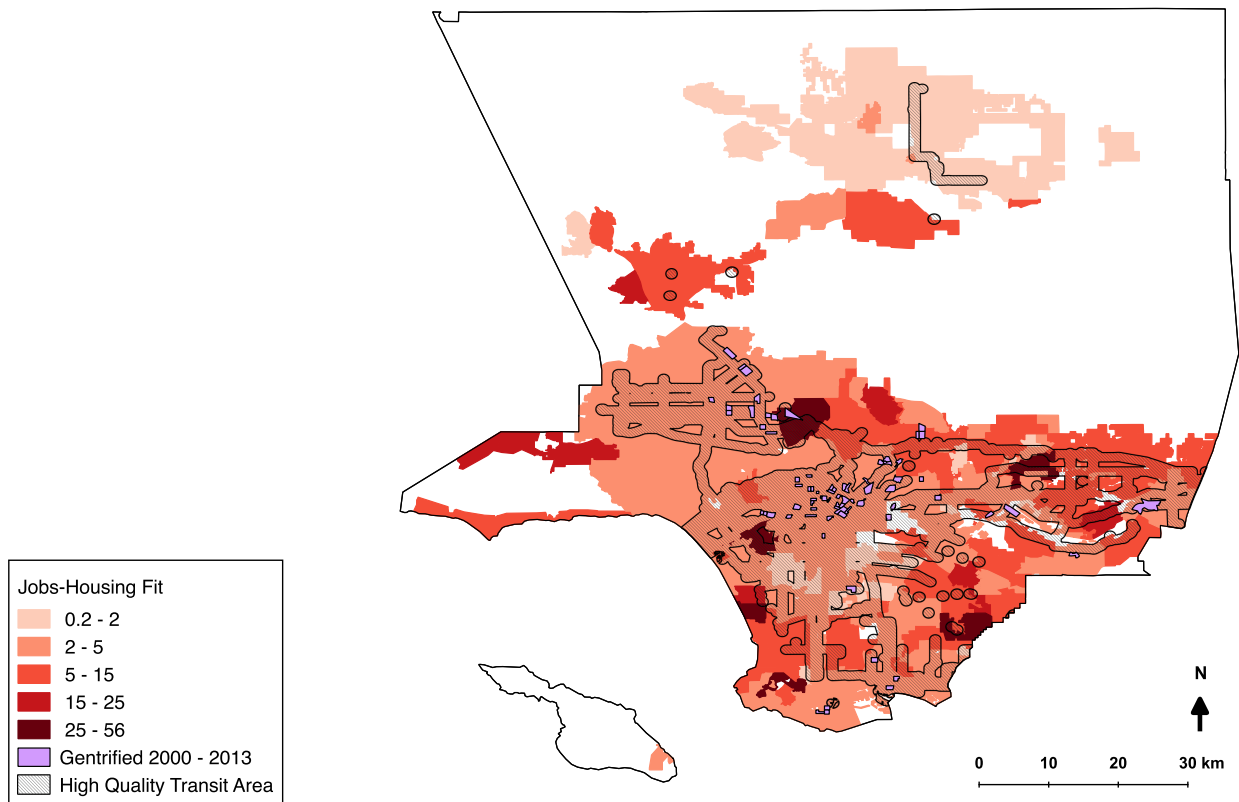 Jobs-Housing Fit
0.2 - 2
2 - 5
5 - 15
15 - 25
25 - 56
Gentrified 2000 - 2013
High Quality Transit Area
N
0 10 20 30 km